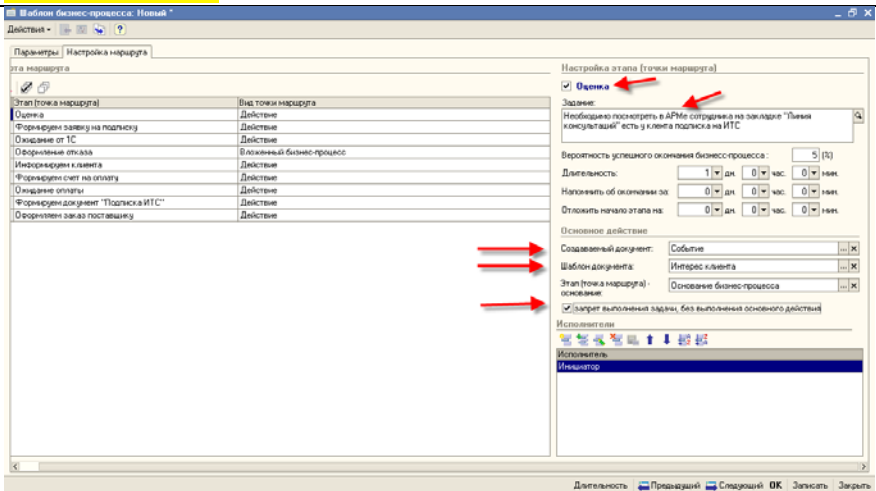 Шаблон бизнес-процесса: Новый *
Действия
Параметры Настройка маршрута
рта маршрута
Этап (точка маршрута) Вид точки маршрута
Оценка Действие
Формируем заявку на подписку Действие
Ожидание от 1С Действие
Оформление отказа Вложенный бизнес-процесс
Информируем клиента Действие
Формируем счет на оплату Действие
Ожидание оплаты Действие
Формируем документ "Подписка ИТС" Действие
Оформляем заказ поставщику Действие
Настройка этапа (точки маршрута)
Оценка
Задание:
Необходимо посмотреть в АРМе сотрудника на закладке "Линия
консультаций" есть у клента подписка на ИТС
Вероятность успешного окончания бизнесс-процесса : 5 (%)
Длительность: 1 дн. 0 час. 0 мин.
Напомнить об окончании за: 0 дн. 0 час. 0 мин.
Отложить начало этапа на: 0 дн. 0 час. 0 мин.
Основное действие
Создаваемый документ: Событие
Шаблон документа: Интерес клиента
Этап (точка маршрута) - основание: Основание бизнес-процесса
запрет выполнения задачи, без выполнения основного действия
Исполнители
Исполнитель
Инициатор
Длительность Предыдущий Следующий OK Записать Закрыть